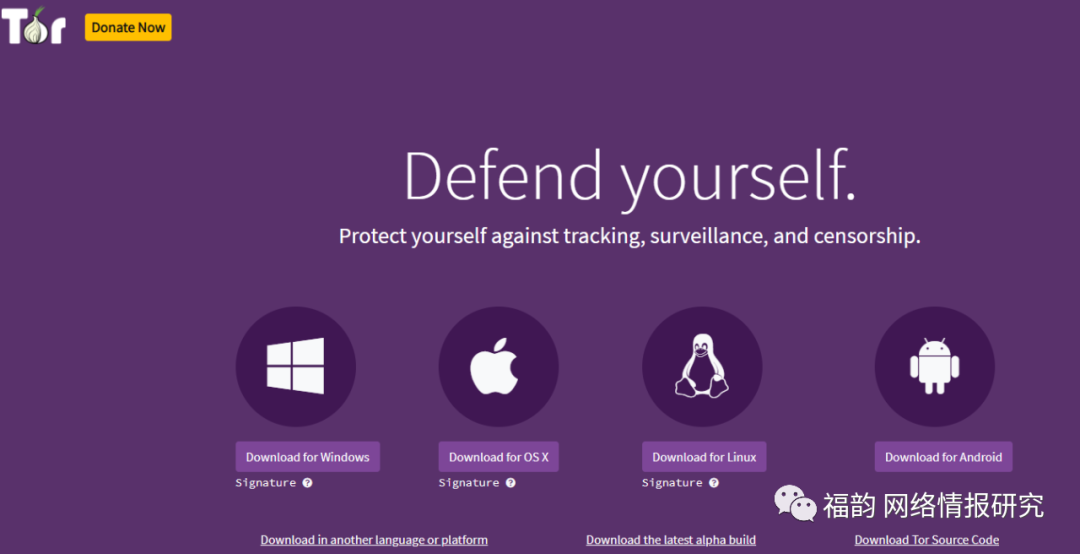 Tor
Donate Now
Defend yourself.
Protect yourself against tracking, surveillance, and censorship.
Download for Windows
Download for OS X
Download for Linux
Download for Android
Signature ?
Signature ?
Signature ?
福韵 网络情报研究
Download in another language or platform
Download the latest alpha build
Download Tor Source Code